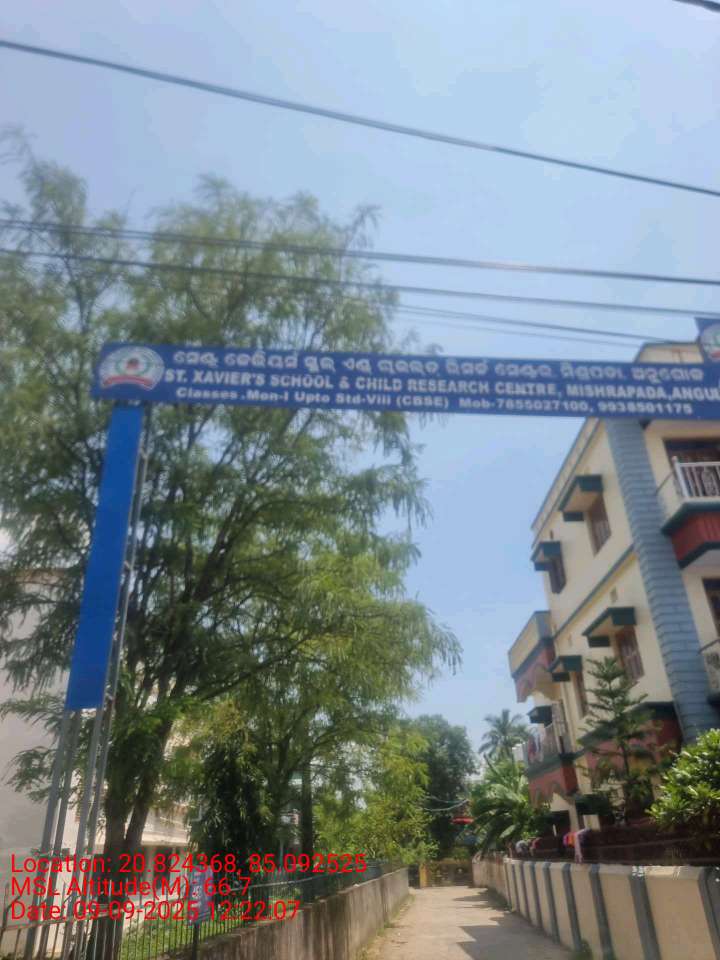 ସେଣ୍ଟ ଜେଭିୟର୍ସ ସ୍କୁଲ ଏଣ୍ଡ ଚାଇଲ୍ଡ ରିସର୍ଚ୍ଚ ସେଣ୍ଟର, ମିଶ୍ରପଡା, ଅନୁଗୋଳ
ST. XAVIER'S SCHOOL & CHILD RESEARCH CENTRE, MISHRAPADA, ANGUL
Classes.Mon-I Upto Std-VIII (CBSE) Mob-7655027100, 9938501175
Location: 20.824368, 85.092525
MSL Altitude(M): 66.7
Date: 09-09-2025 12:22:07